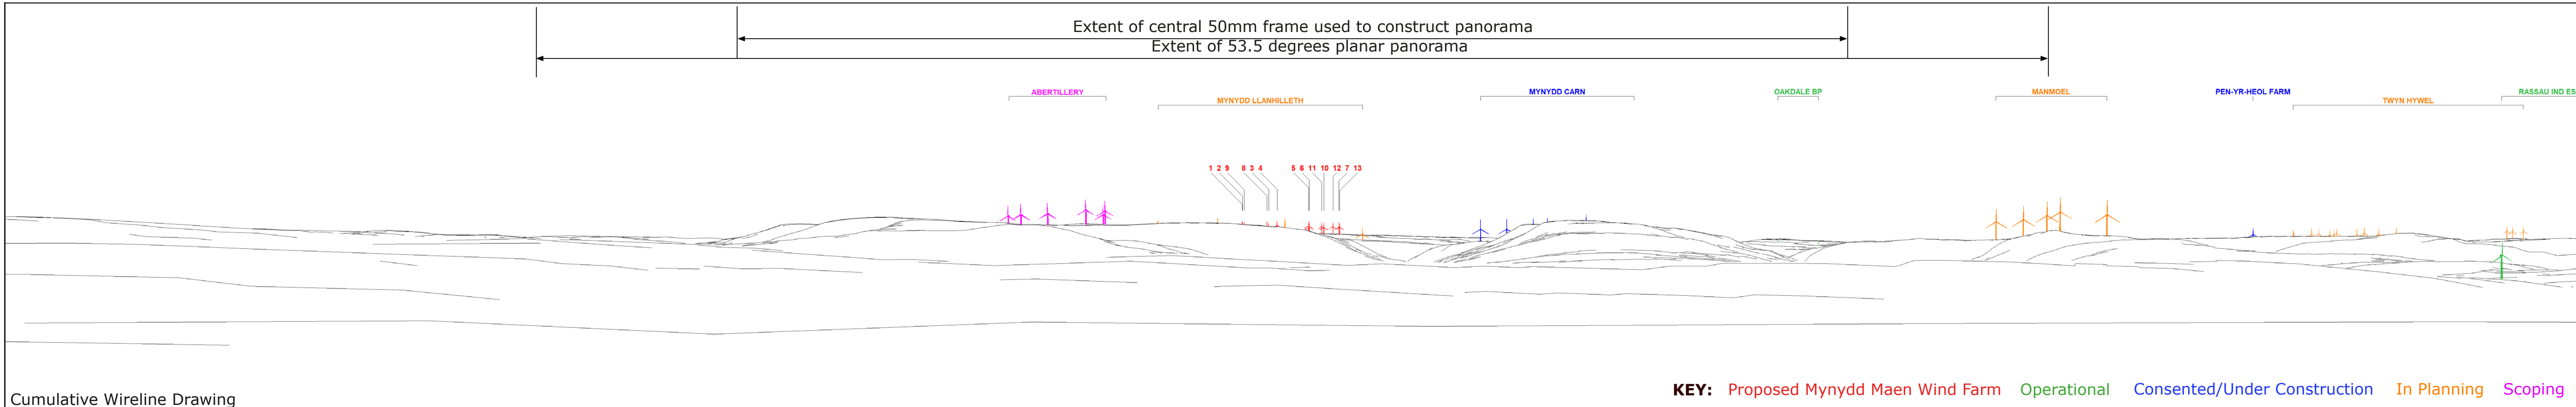 Extent of central 50mm frame used to construct panorama
Extent of 53.5 degrees planar panorama
ABERTILLERY
MYNYDD LLANHILLETH
MYNYDD CARN
OAKDALE BP
MANMOEL
PEN-YR-HEOL FARM
TWYN HYWEL
RASSAU IND ES
1 2 9 8 3 4 5 6 11 10 12 7 13
KEY: Proposed Mynydd Maen Wind Farm Operational Consented/Under Construction In Planning Scoping
Cumulative Wireline Drawing